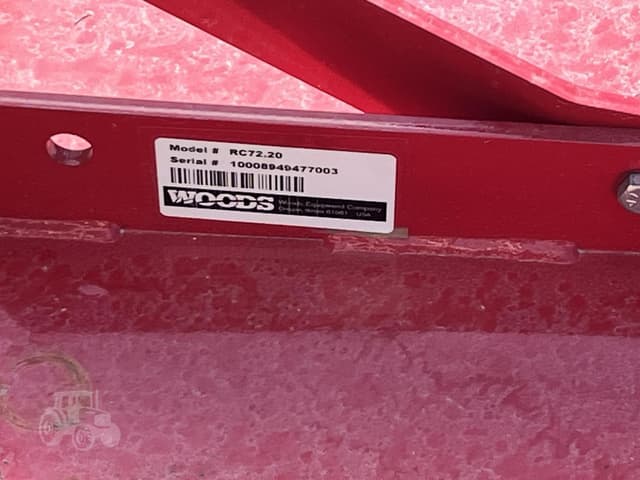 Model # RC72.20
Serial # 10008949477003
WOODS
Woods Equipment Company
Oregon, Illinois 61061 USA